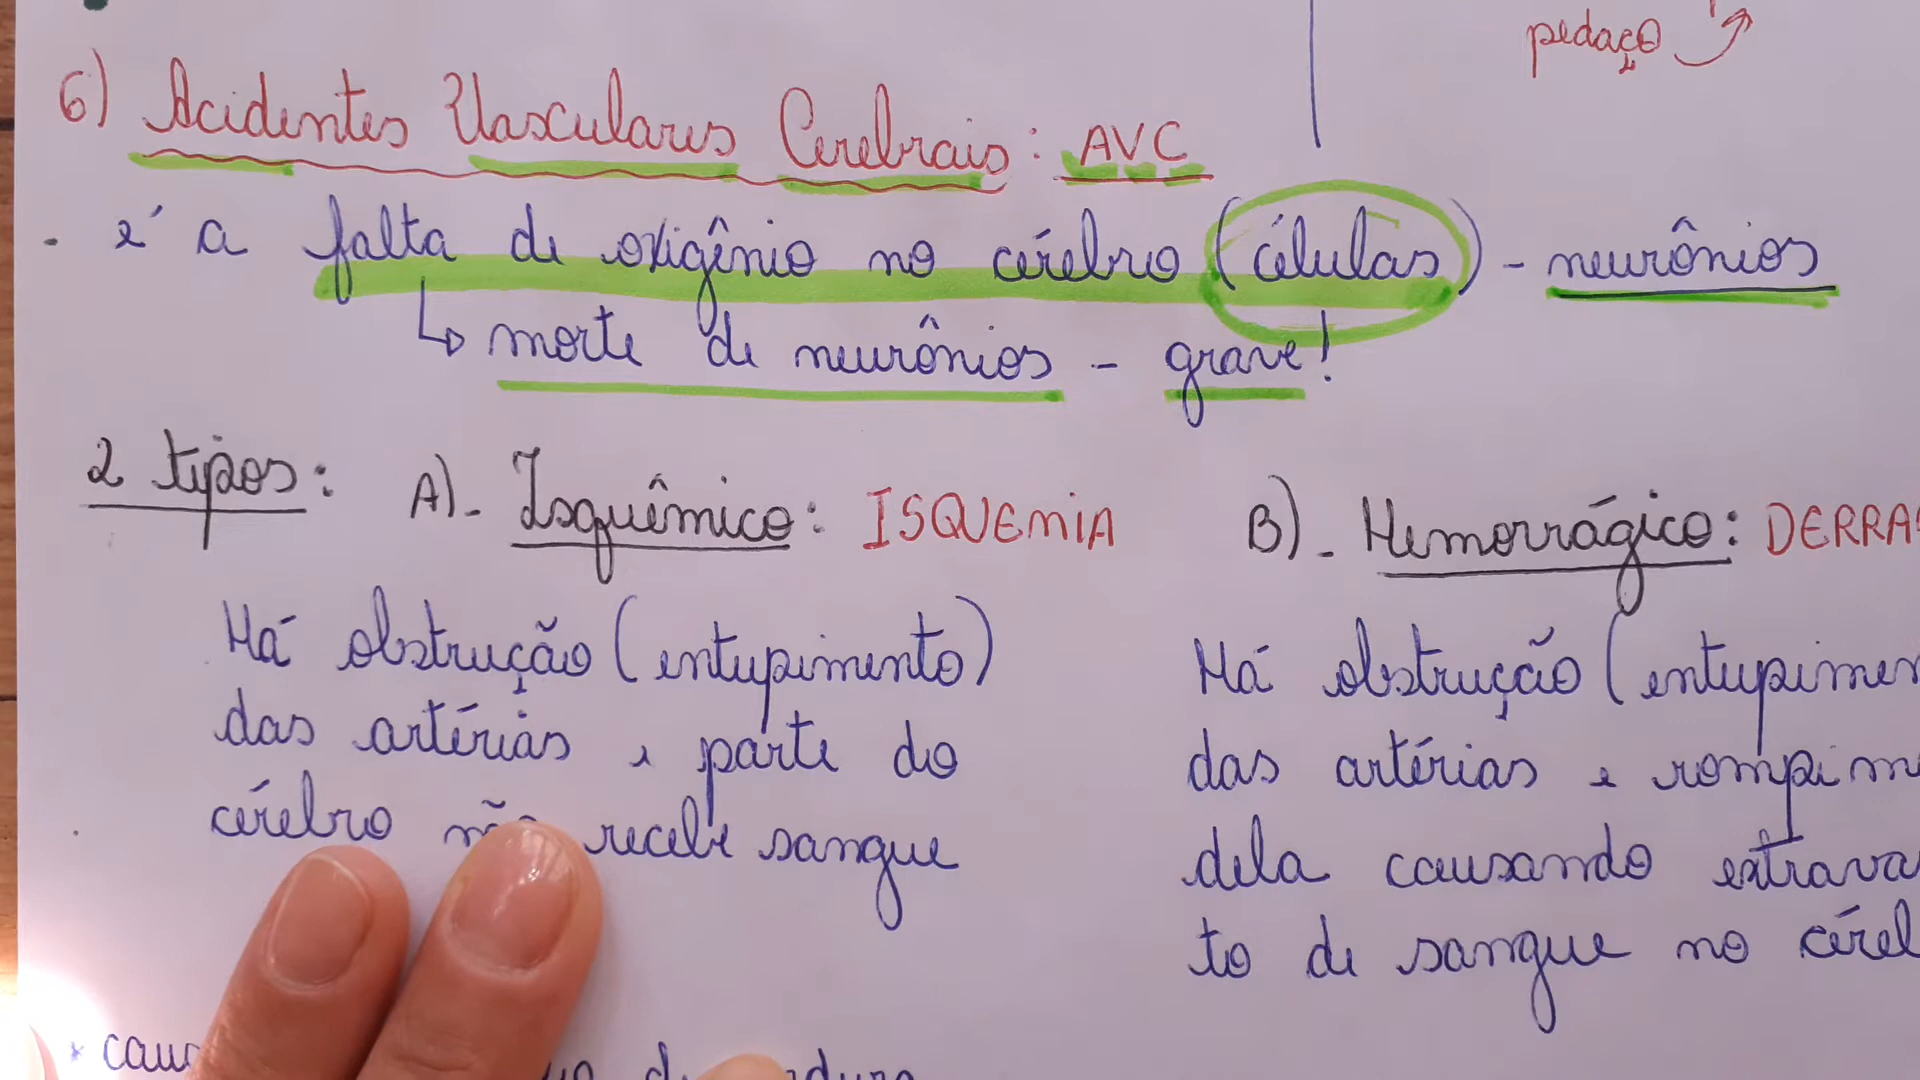 pedaço
6) Acidentes Vasculares Cerebrais: AVC
. é a falta de oxigênio no cérebro (células) - neurônios
↳ morte de neurônios - grave!
2 tipos: A)- Isquêmico: ISQUEMIA
Há obstrução (entupimento)
das artérias e parte do
cérebro não recebe sangue
B)- Hemorrágico:
Há obstrução
das artérias e
dela causando
to de sangue no